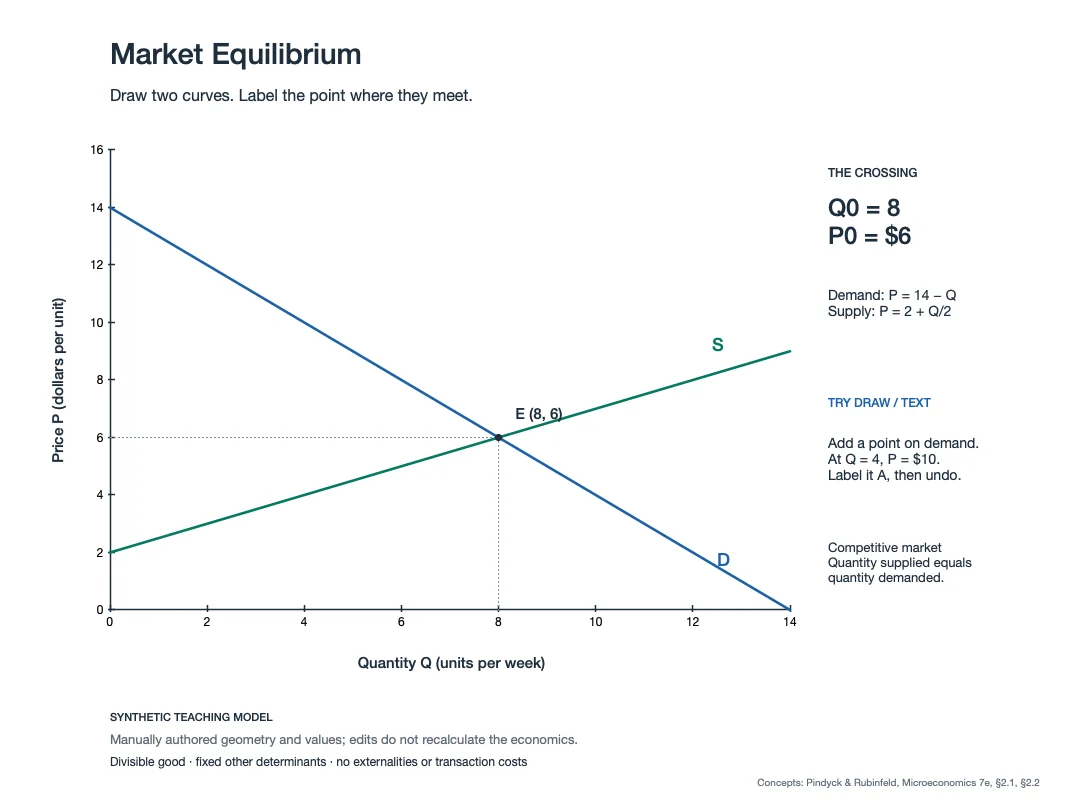 Market Equilibrium
Draw two curves. Label the point where they meet.
16
14
12
10
8
6
4
2
0
Price P (dollars per unit)
S
E (8, 6)
D
0 2 4 6 8 10 12 14
Quantity Q (units per week)
THE CROSSING
Q0 = 8
P0 = $6
Demand: P = 14 − Q
Supply: P = 2 + Q/2
TRY DRAW / TEXT
Add a point on demand.
At Q = 4, P = $10.
Label it A, then undo.
Competitive market
Quantity supplied equals
quantity demanded.
SYNTHETIC TEACHING MODEL
Manually authored geometry and values; edits do not recalculate the economics.
Divisible good · fixed other determinants · no externalities or transaction costs
Concepts: Pindyck & Rubinfeld, Microeconomics 7e, §2.1, §2.2